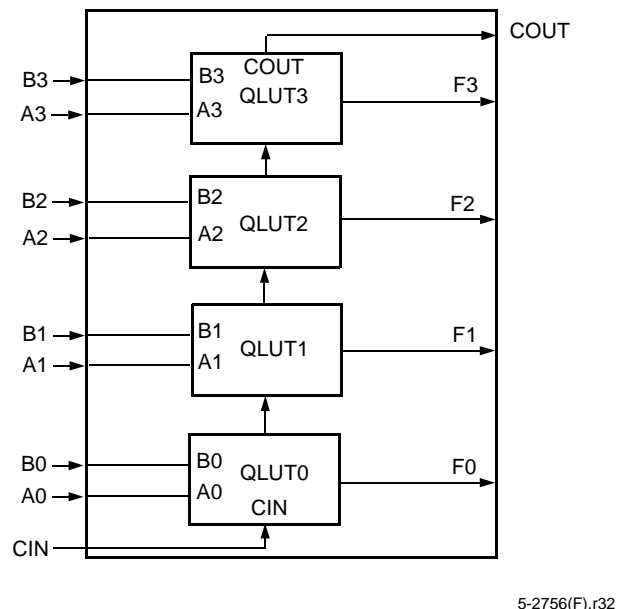 COUT
B3
B3
COUT
QLUT3
F3
A3
A3
B2
B2
QLUT2
F2
A2
A2
B1
B1
QLUT1
F1
A1
A1
B0
B0
QLUT0
F0
A0
A0
CIN
CIN
5-2756(F).r32